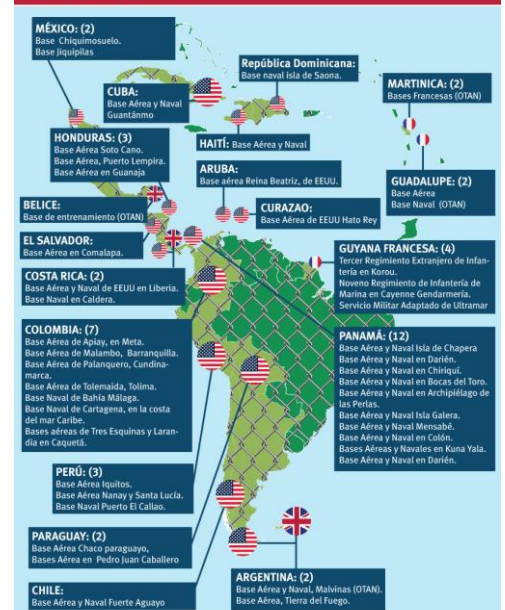 MÉXICO: (2)
Base Chiquimosuelo.
Base Jiquipilas
CUBA:
Base Aérea y Naval
Guantánmo
República Dominicana:
Base naval isla de Saona.
MARTINICA: (2)
Bases Francesas (OTAN)
HONDURAS: (3)
Base Aérea Soto Cano.
Base Aérea, Puerto Lempira.
Base Aérea en Guanaja
HAITÍ: Base Aérea y Naval
ARUBA:
Base aérea Reina Beatriz, de EEUU.
GUADALUPE: (2)
Base Aérea
Base Naval (OTAN)
BELICE:
Base de entrenamiento (OTAN)
CURAZAO:
Base Aérea de EEUU Hato Rey
EL SALVADOR:
Base Aérea en Comalapa.
GUYANA FRANCESA: (4)
Tercer Regimiento Extranjero de Infan-
tería en Korou.
Noveno Regimiento de Infantería de
Marina en Cayenne Gendarmería.
Servicio Militar Adaptado de Ultramar
COSTA RICA: (2)
Base Aérea y Naval de EEUU en Liberia.
Base Naval en Caldera.
COLOMBIA: (7)
Base Aérea de Apiay, en Meta.
Base Aérea de Malambo, Barranquilla.
Base Aérea de Palanquero, Cundina-
marca.
Base Aérea de Tolemaida, Tolima.
Base Naval de Bahía Málaga.
Base Naval de Cartagena, en la costa
del mar Caribe.
Bases aéreas de Tres Esquinas y Laran-
dia en Caquetá.
PANAMÁ: (12)
Base Aérea y Naval Isla de Chapera
Base Aérea y Naval en Darién.
Base Aérea y Naval en Chiriquí.
Base Aérea y Naval en Bocas del Toro.
Base Aérea y Naval en Archipiélago de
las Perlas.
Base Aérea y Naval Isla Galera.
Base Aérea y Naval Mensabé.
Base Aérea y Naval en Colón.
Bases Aéreas y Navales en Kuna Yala.
Base Aérea y Naval en Darién.
PERÚ: (3)
Base Aérea Iquitos.
Base Aérea Nanay y Santa Lucía.
Base Naval Puerto El Callao.
PARAGUAY: (2)
Base Aérea Chaco paraguayo,
Bases Aérea en Pedro Juan Caballero
CHILE:
Base Aérea y Naval Fuerte Aguayo
ARGENTINA: (2)
Base Aérea y Naval, Malvinas (OTAN).
Base Aérea, Tierra del Fuego.